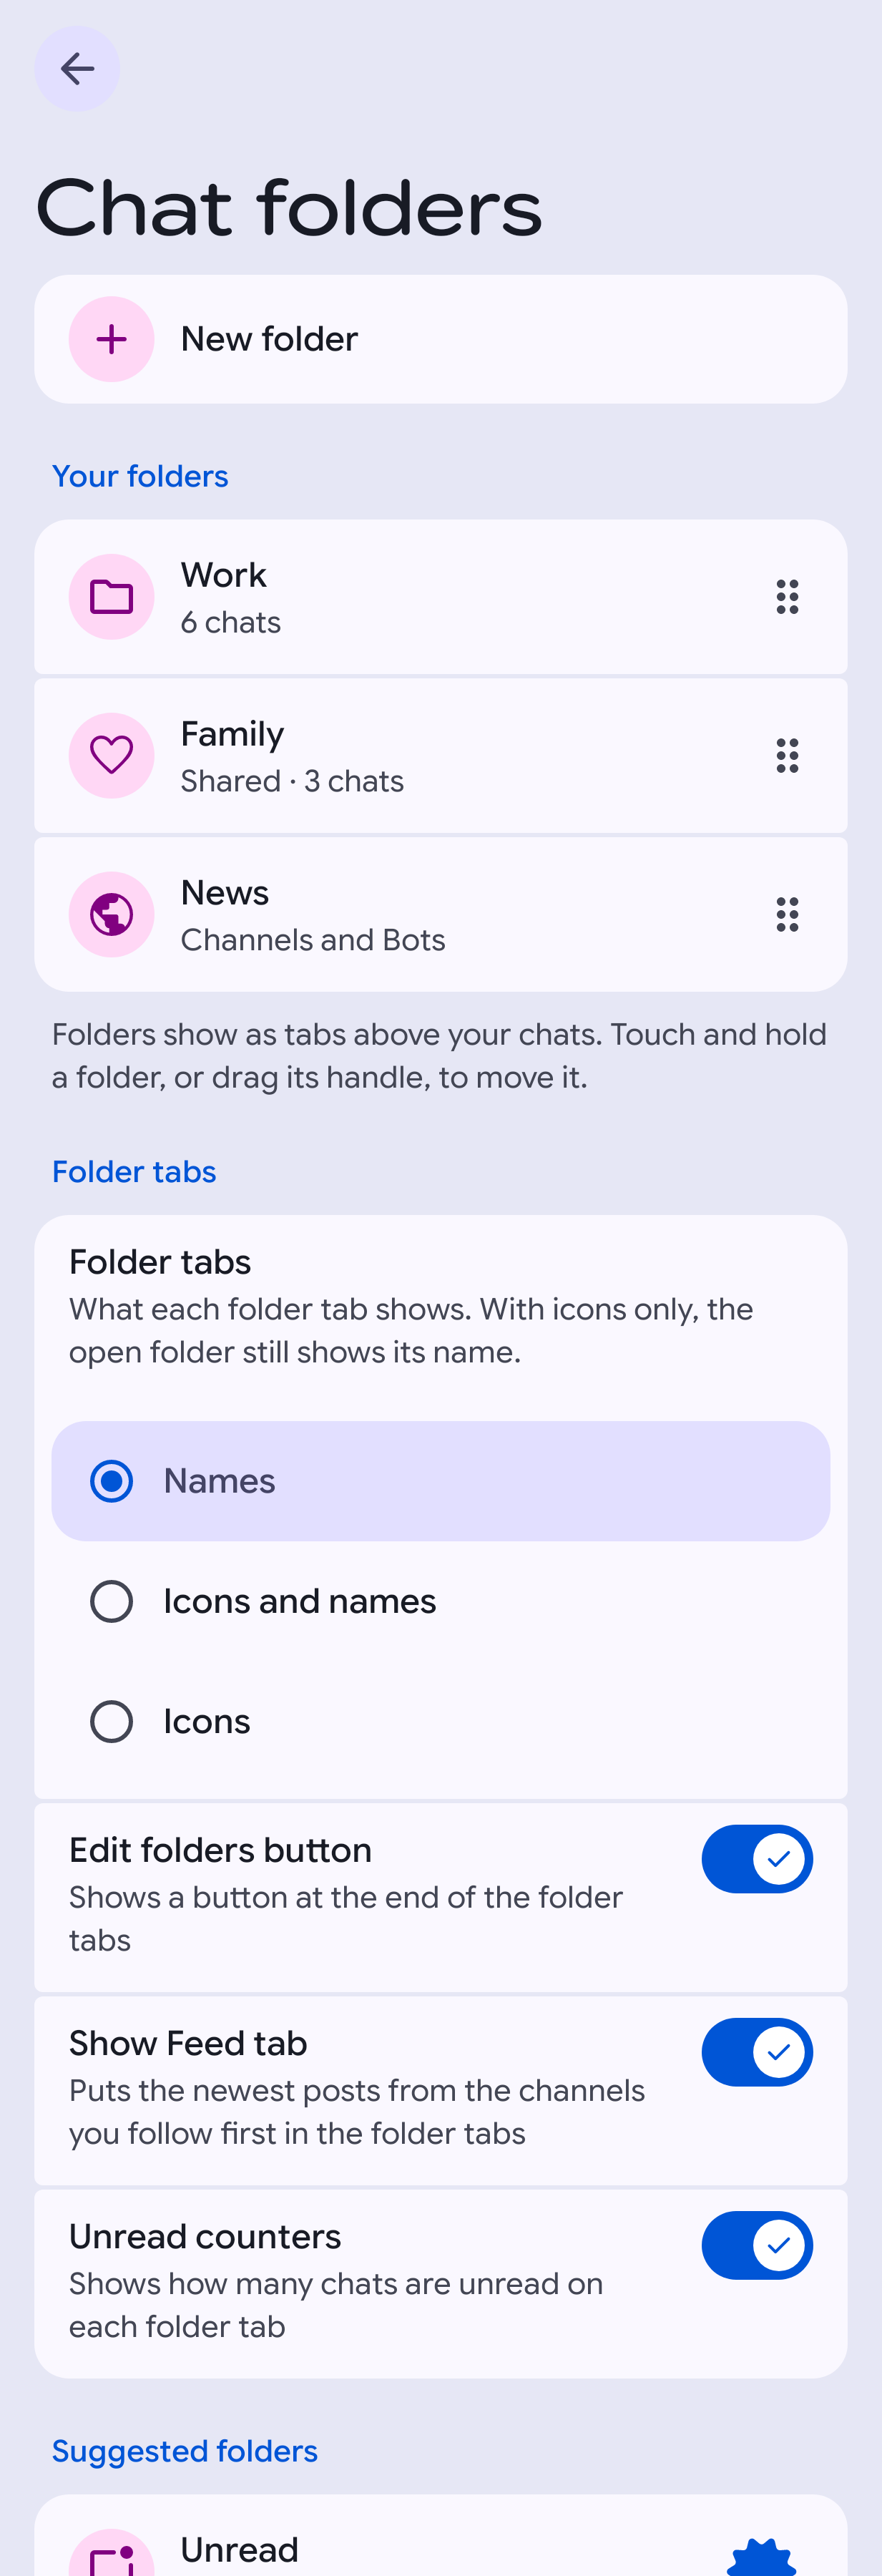 Chat folders
New folder
Your folders
Work
6 chats
Family
Shared · 3 chats
News
Channels and Bots
Folders show as tabs above your chats. Touch and hold
a folder, or drag its handle, to move it.
Folder tabs
Folder tabs
What each folder tab shows. With icons only, the
open folder still shows its name.
Names
Icons and names
Icons
Edit folders button
Shows a button at the end of the folder
tabs
Show Feed tab
Puts the newest posts from the channels
you follow first in the folder tabs
Unread counters
Shows how many chats are unread on
each folder tab
Suggested folders
Unread